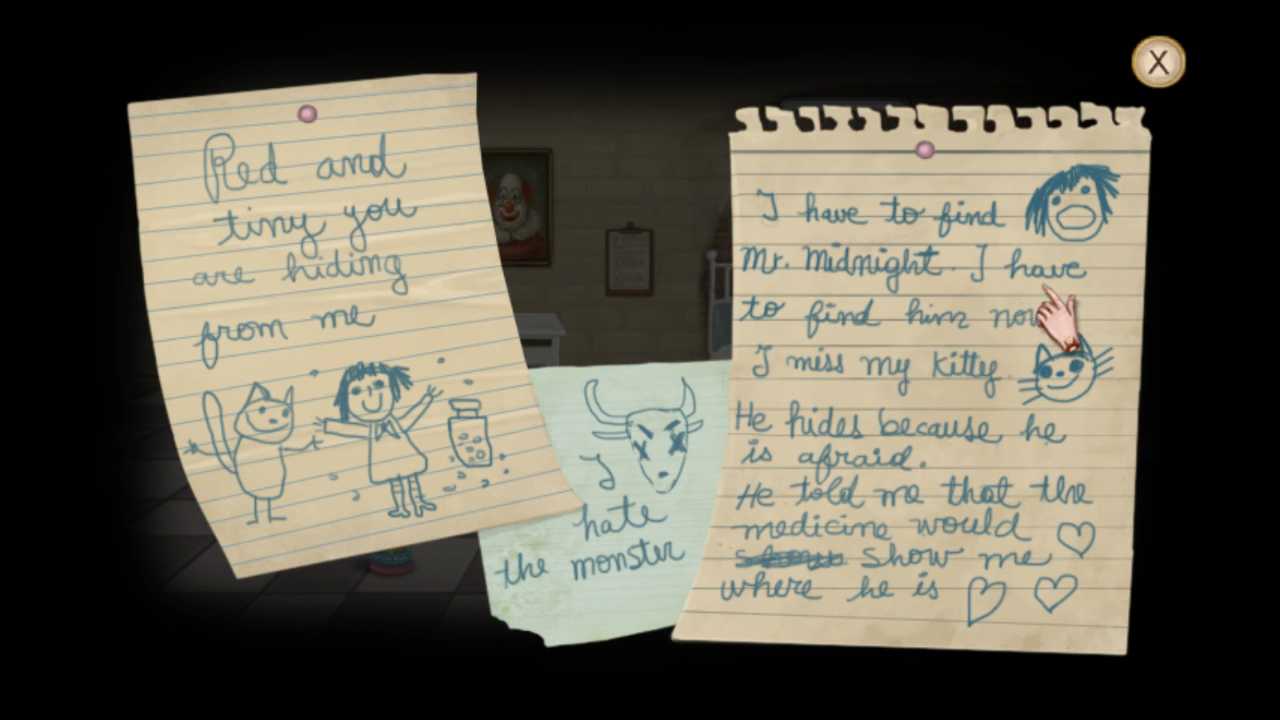 Red and
tiny you
are hiding
from me
I
hate
the monster
I have to find
Mr. Midnight. I have
to find him now
I miss my kitty.
He hides because he
is afraid.
He told me that the
medicine would
show me
where he is
X